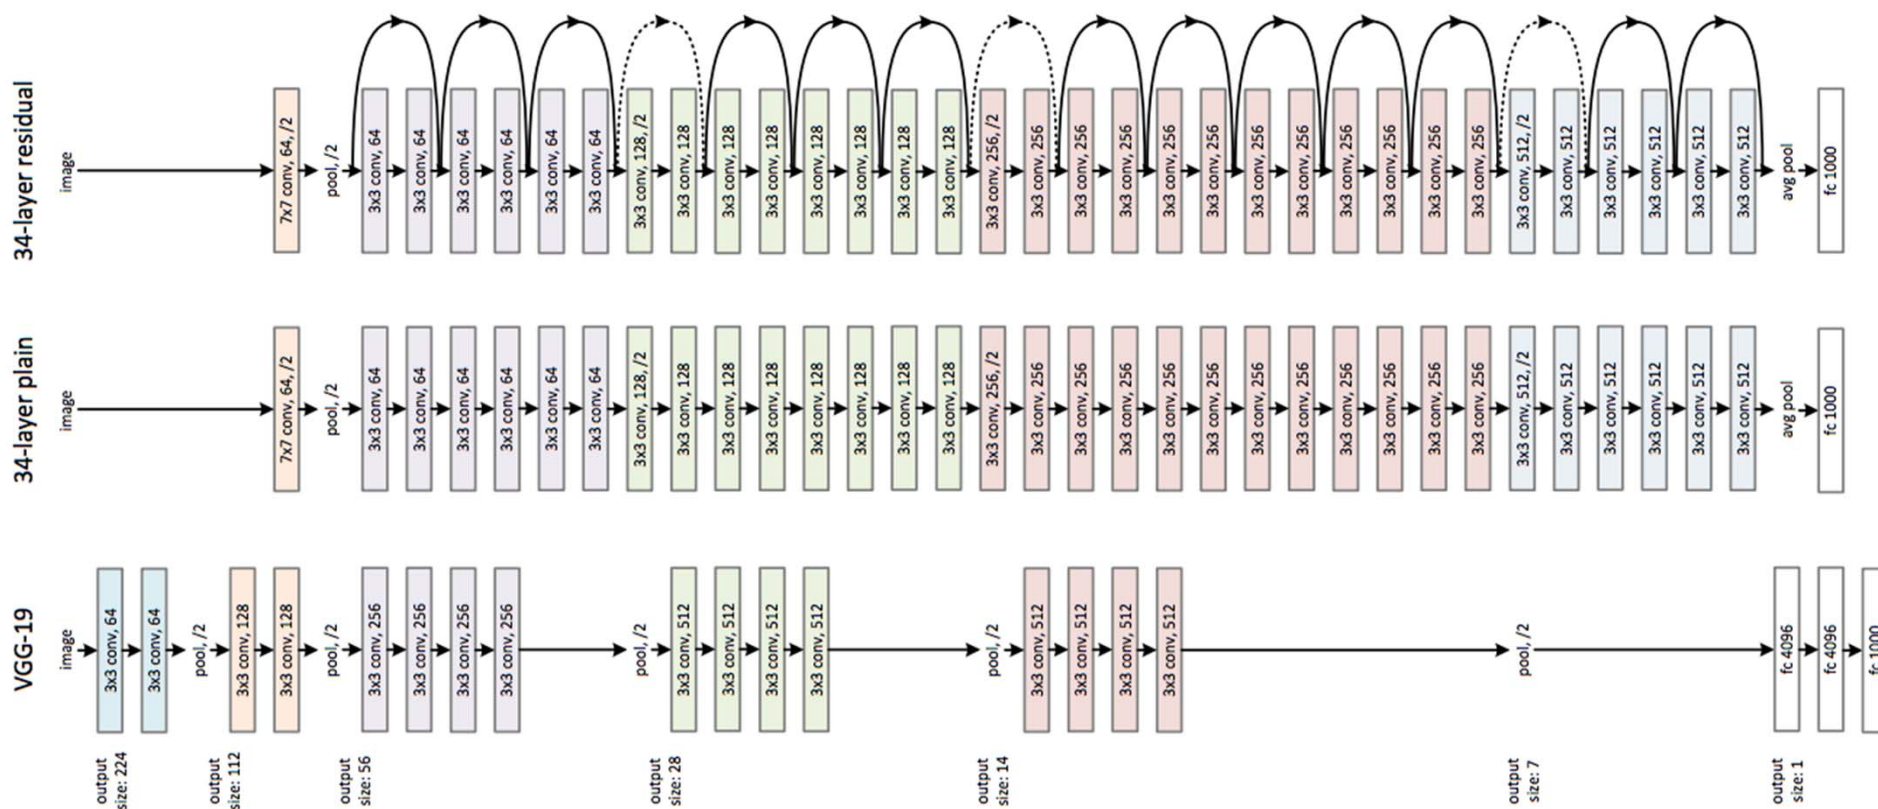 34-layer residual
image
7x7 conv, 64, /2
pool, /2
3x3 conv, 64
3x3 conv, 64
3x3 conv, 64
3x3 conv, 64
3x3 conv, 64
3x3 conv, 64
3x3 conv, 128, /2
3x3 conv, 128
3x3 conv, 128
3x3 conv, 128
3x3 conv, 128
3x3 conv, 128
3x3 conv, 128
3x3 conv, 128
3x3 conv, 256, /2
3x3 conv, 256
3x3 conv, 256
3x3 conv, 256
3x3 conv, 256
3x3 conv, 256
3x3 conv, 256
3x3 conv, 256
3x3 conv, 256
3x3 conv, 256
3x3 conv, 256
3x3 conv, 256
3x3 conv, 512, /2
3x3 conv, 512
3x3 conv, 512
3x3 conv, 512
3x3 conv, 512
3x3 conv, 512
avg pool
fc 1000
34-layer plain
image
7x7 conv, 64, /2
pool, /2
3x3 conv, 64
3x3 conv, 64
3x3 conv, 64
3x3 conv, 64
3x3 conv, 64
3x3 conv, 64
3x3 conv, 128, /2
3x3 conv, 128
3x3 conv, 128
3x3 conv, 128
3x3 conv, 128
3x3 conv, 128
3x3 conv, 128
3x3 conv, 128
3x3 conv, 256, /2
3x3 conv, 256
3x3 conv, 256
3x3 conv, 256
3x3 conv, 256
3x3 conv, 256
3x3 conv, 256
3x3 conv, 256
3x3 conv, 256
3x3 conv, 256
3x3 conv, 256
3x3 conv, 256
3x3 conv, 512, /2
3x3 conv, 512
3x3 conv, 512
3x3 conv, 512
3x3 conv, 512
3x3 conv, 512
avg pool
fc 1000
VGG-19
image
3x3 conv, 64
3x3 conv, 64
pool, /2
3x3 conv, 128
3x3 conv, 128
pool, /2
3x3 conv, 256
3x3 conv, 256
3x3 conv, 256
3x3 conv, 256
pool, /2
3x3 conv, 512
3x3 conv, 512
3x3 conv, 512
3x3 conv, 512
pool, /2
3x3 conv, 512
3x3 conv, 512
3x3 conv, 512
3x3 conv, 512
pool, /2
fc 4096
fc 4096
fc 1000
output
size: 224
output
size: 112
output
size: 56
output
size: 28
output
size: 14
output
size: 7
output
size: 1